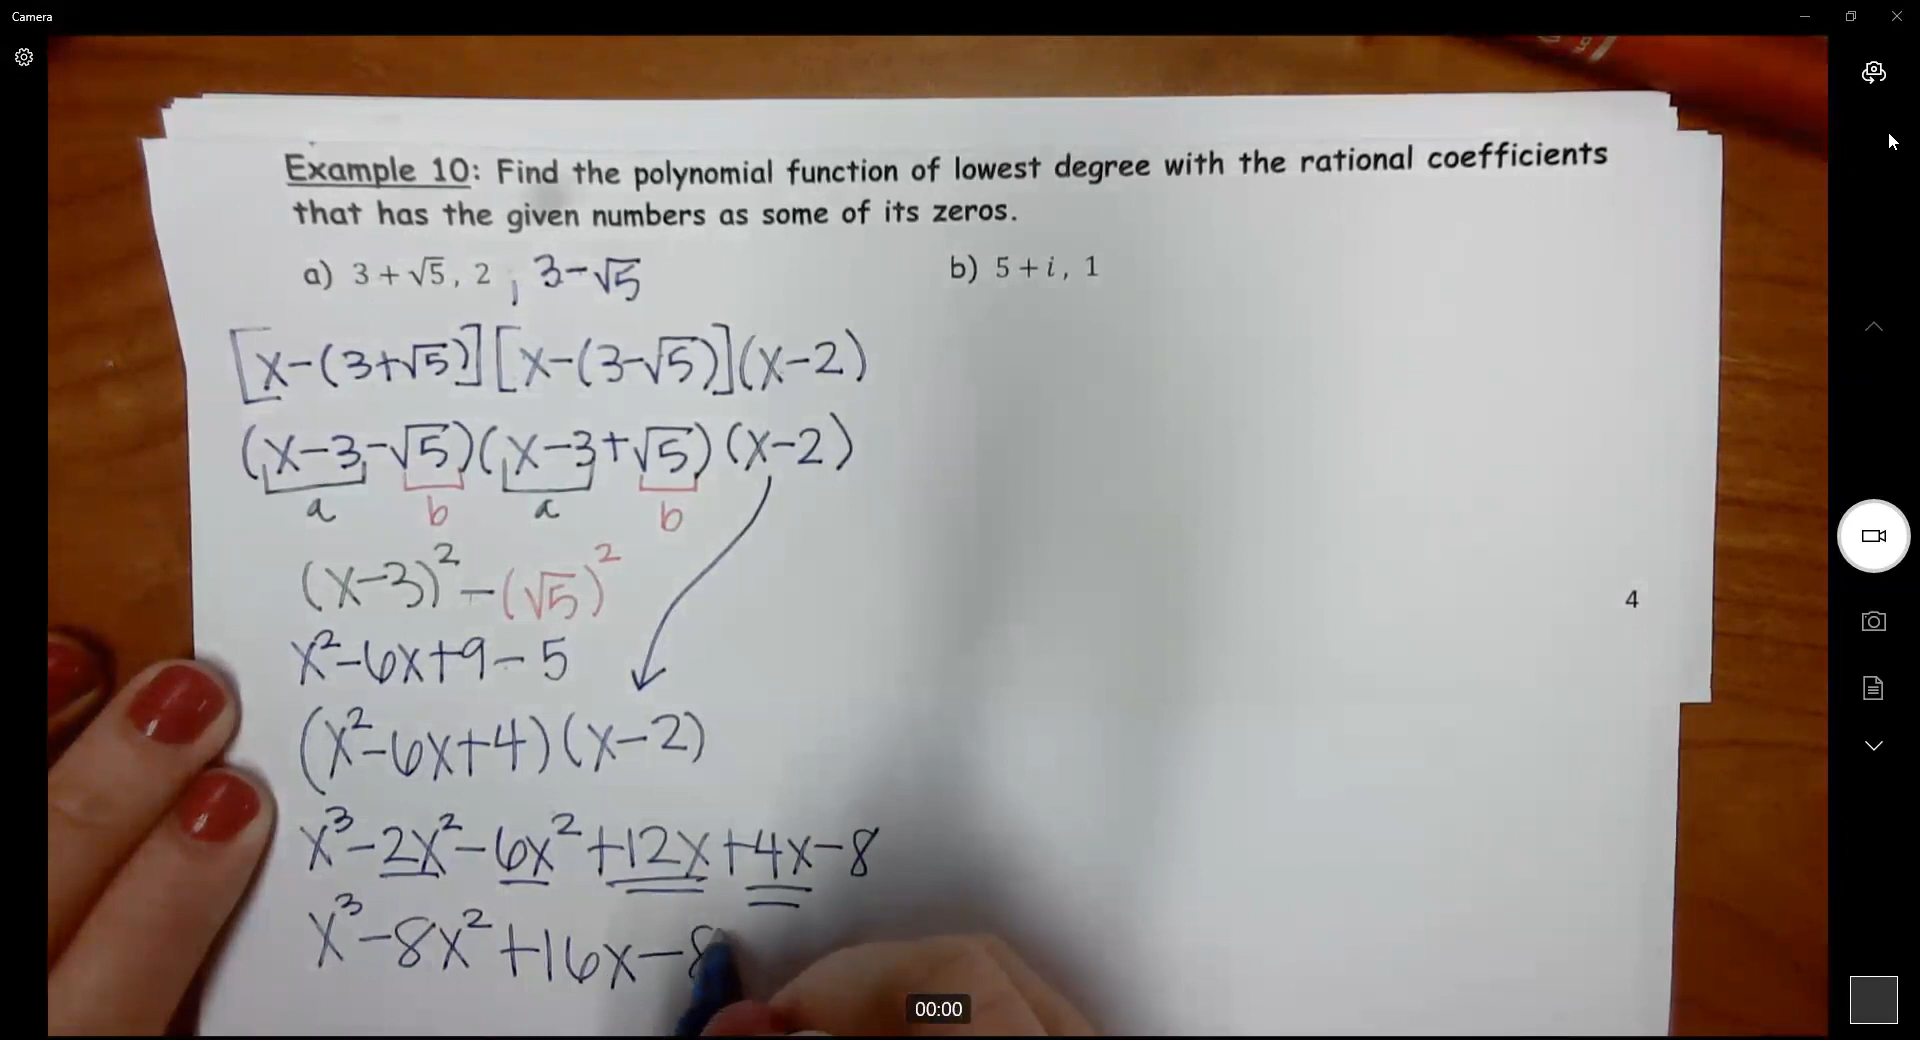 Camera
Example 10: Find the polynomial function of lowest degree with the rational coefficients
that has the given numbers as some of its zeros.
a) 3 + √5, 2 , 3-√5
b) 5 + i, 1
[x-(3+√5)][x-(3-√5)](x-2)
(x-3-√5)(x-3+√5)(x-2)
a b a b
(x-3)²-(√5)²
x²-6x+9-5
4
(x²-6x+4)(x-2)
x³-2x²-6x²+12x+4x-8
x³-8x²+16x-8
00:00